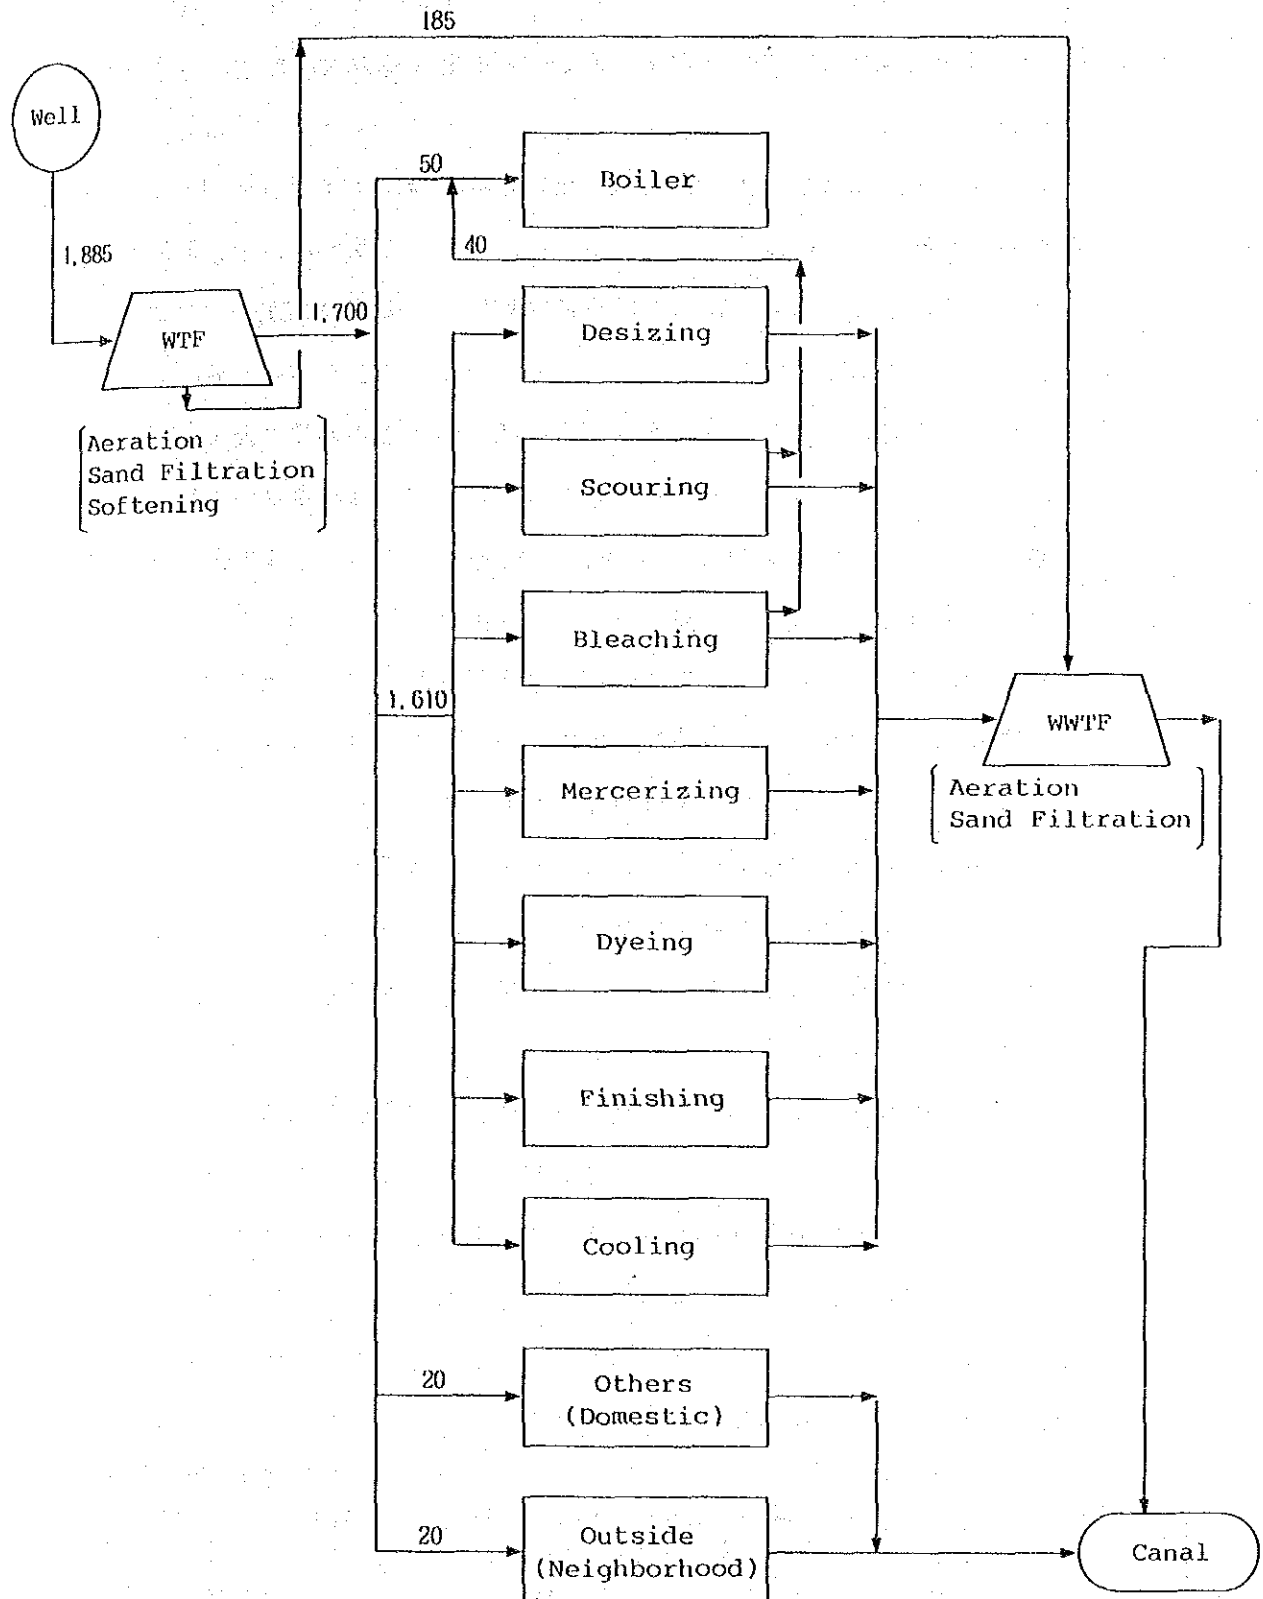 185
Well
50
Boiler
1,885
40
1,700
WTF
Desizing
Aeration
Sand Filtration
Softening
Scouring
Bleaching
1,610
WWTF
Mercerizing
Aeration
Sand Filtration
Dyeing
Finishing
Cooling
20
Others
(Domestic)
20
Outside
(Neighborhood)
Canal